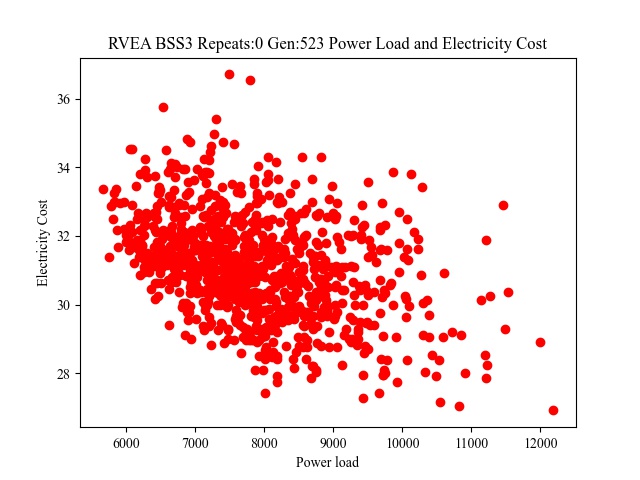 RVEA BSS3 Repeats:0 Gen:523 Power Load and Electricity Cost
36
34
32
30
28
Electricity Cost
6000 7000 8000 9000 10000 11000 12000
Power load